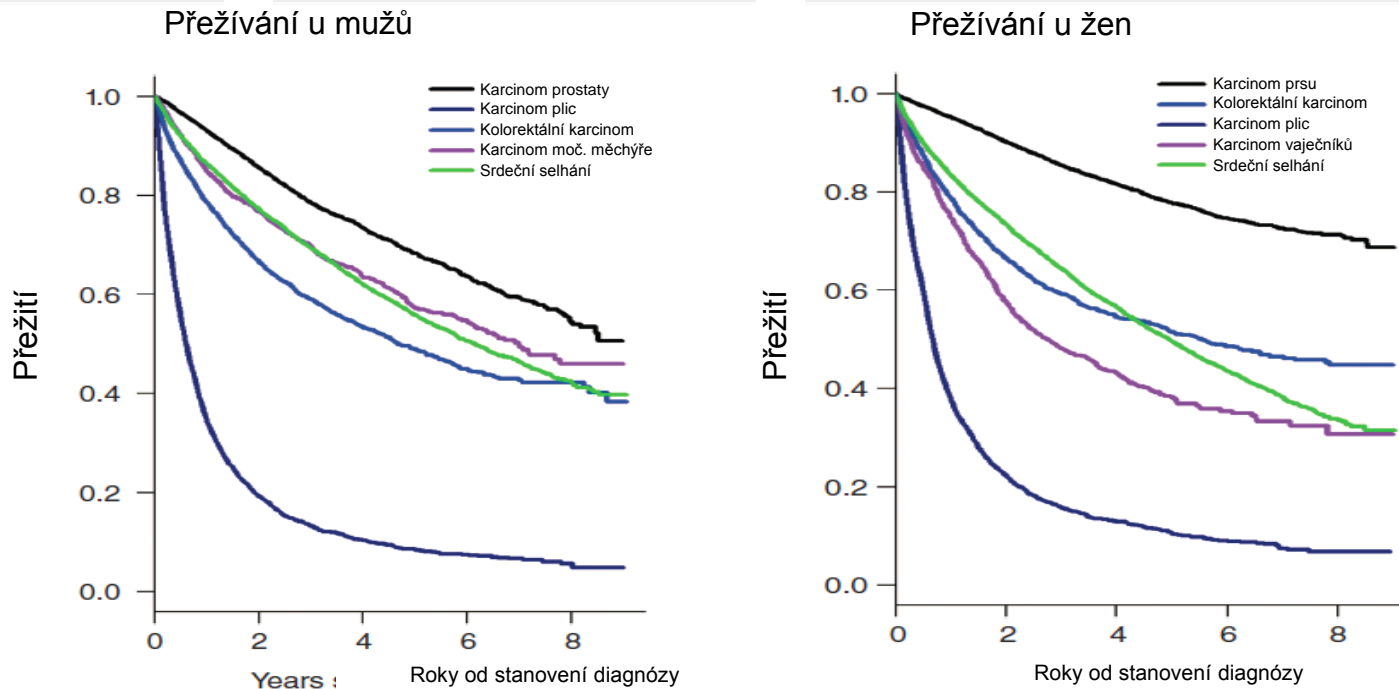 Přežívání u mužů
Karcinom prostaty
Karcinom plic
Kolorektální karcinom
Karcinom moč. měchýře
Srdeční selhání
Přežití
1.0
0.8
0.6
0.4
0.2
0.0
0 2 4 6 8
Years
Roky od stanovení diagnózy
Přežívání u žen
Karcinom prsu
Kolorektální karcinom
Karcinom plic
Karcinom vaječníků
Srdeční selhání
Přežití
1.0
0.8
0.6
0.4
0.2
0.0
0 2 4 6 8
Roky od stanovení diagnózy